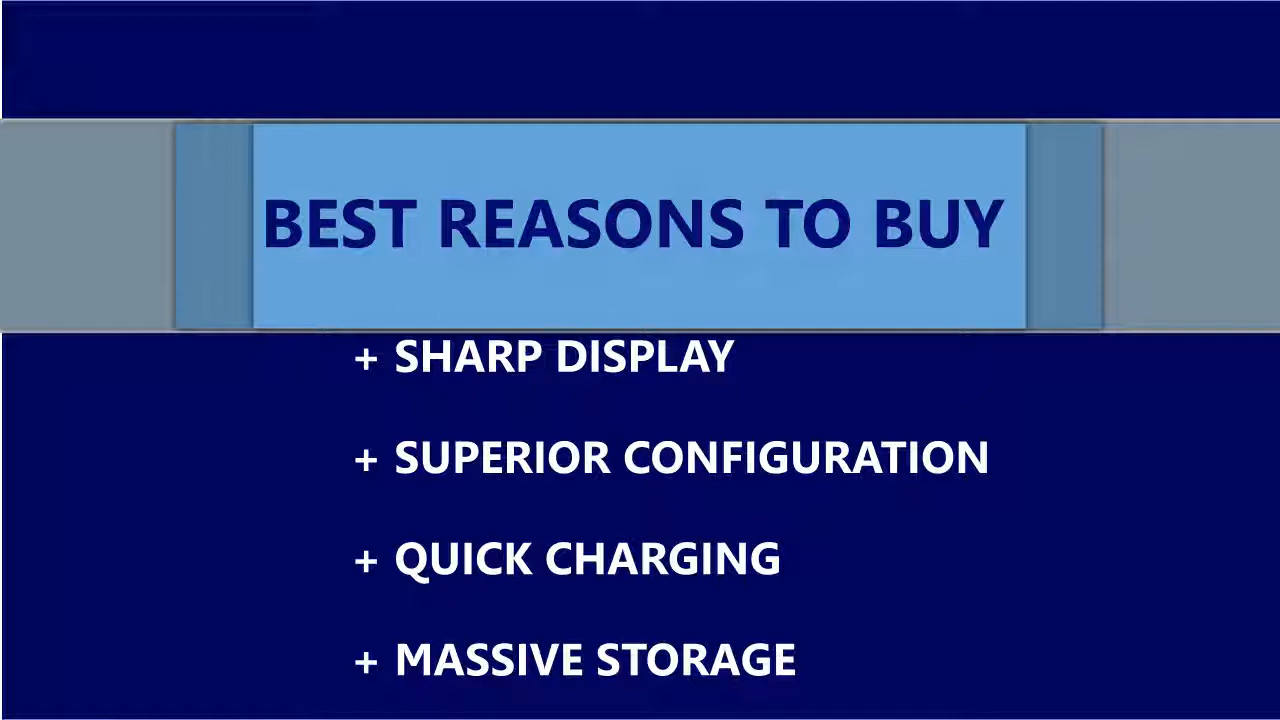 BEST REASONS TO BUY
+ SHARP DISPLAY
+ SUPERIOR CONFIGURATION
+ QUICK CHARGING
+ MASSIVE STORAGE